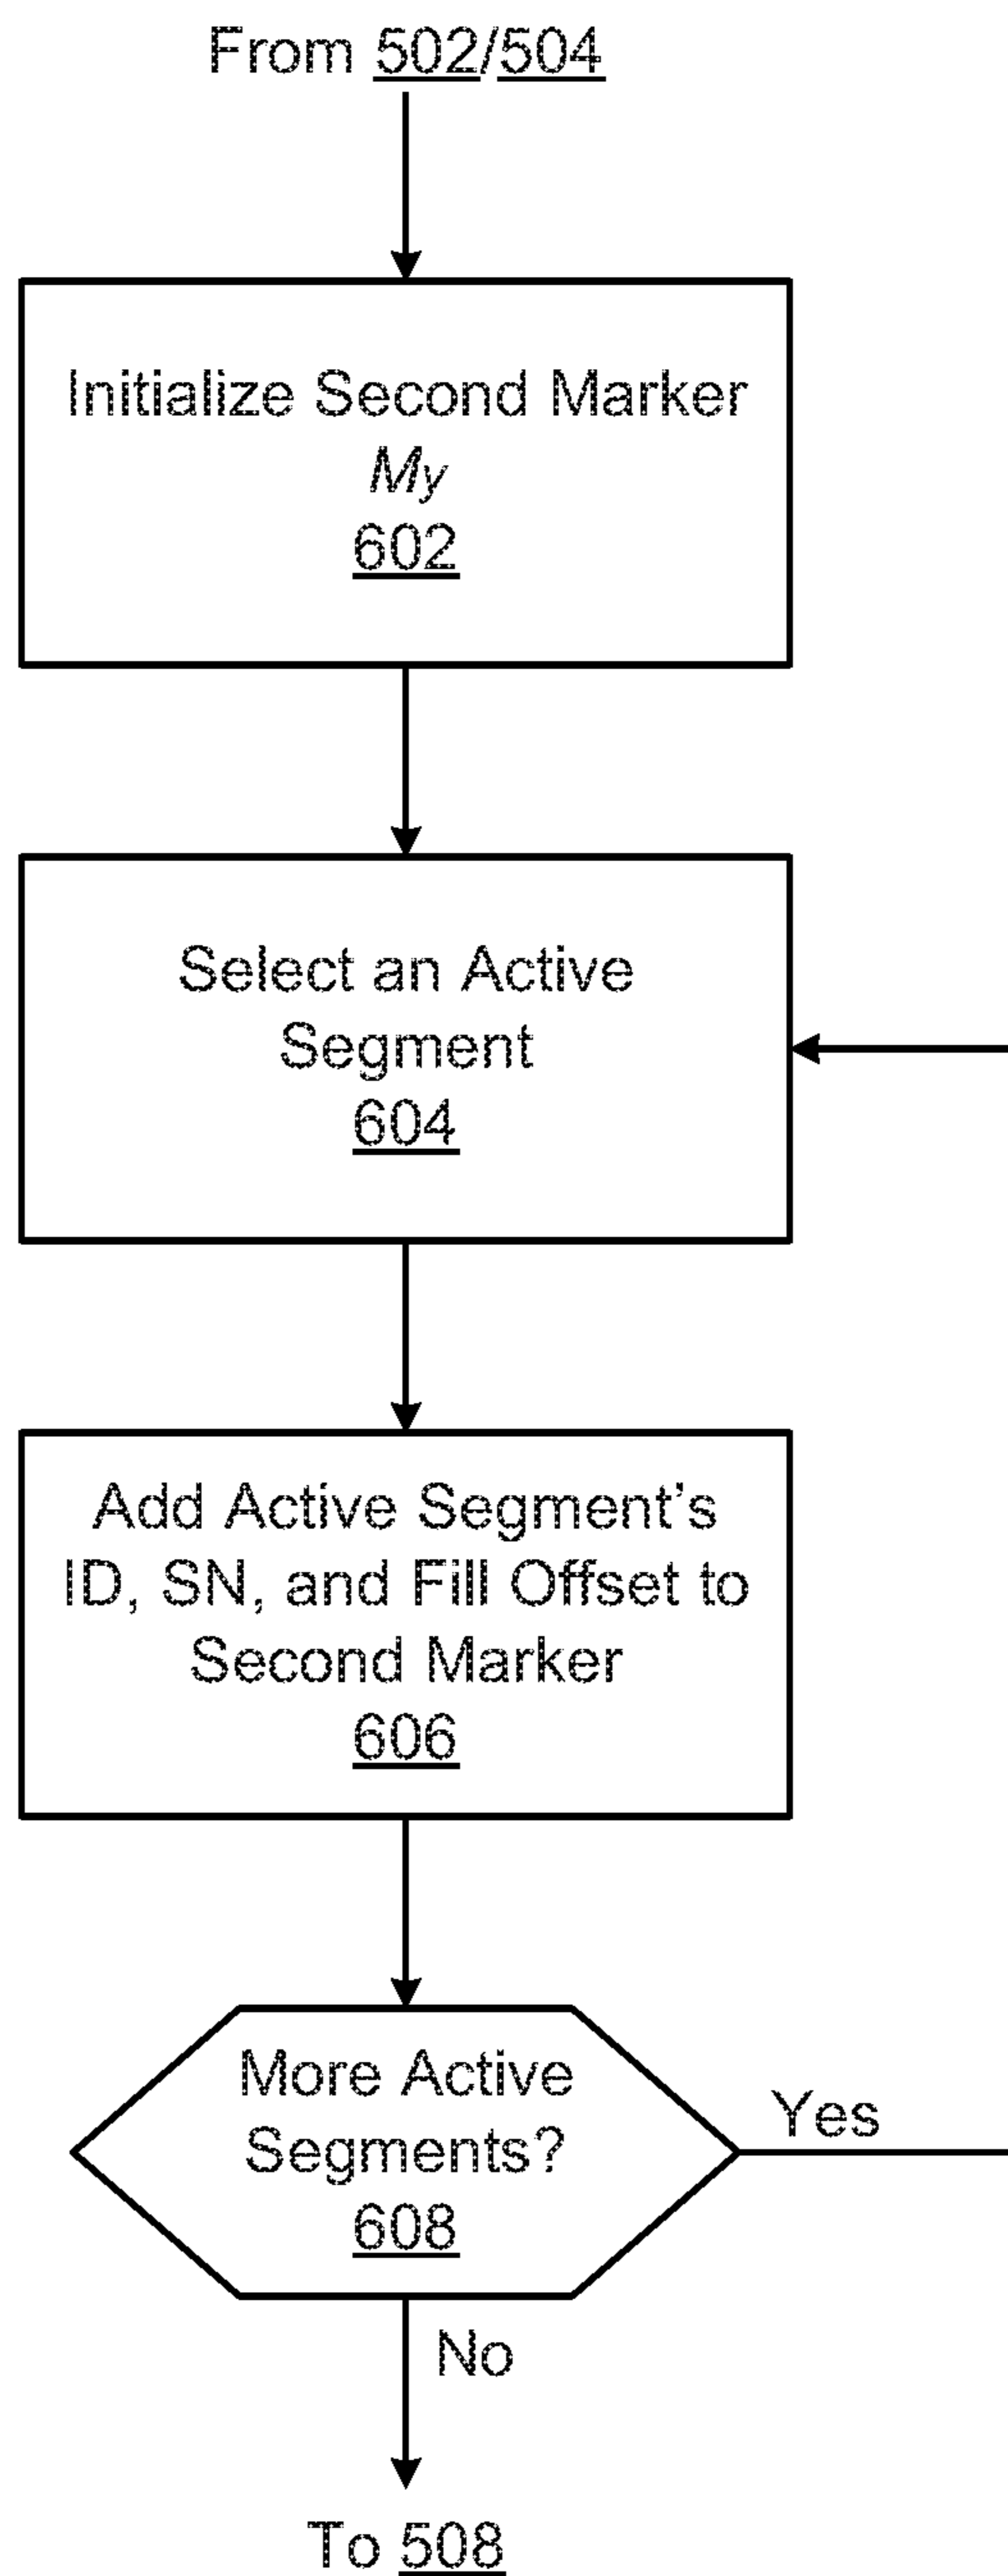 From 502/504
Initialize Second Marker
My
602
Select an Active
Segment
604
Add Active Segment's
ID, SN, and Fill Offset to
Second Marker
606
More Active
Segments?
608
Yes
No
To 508